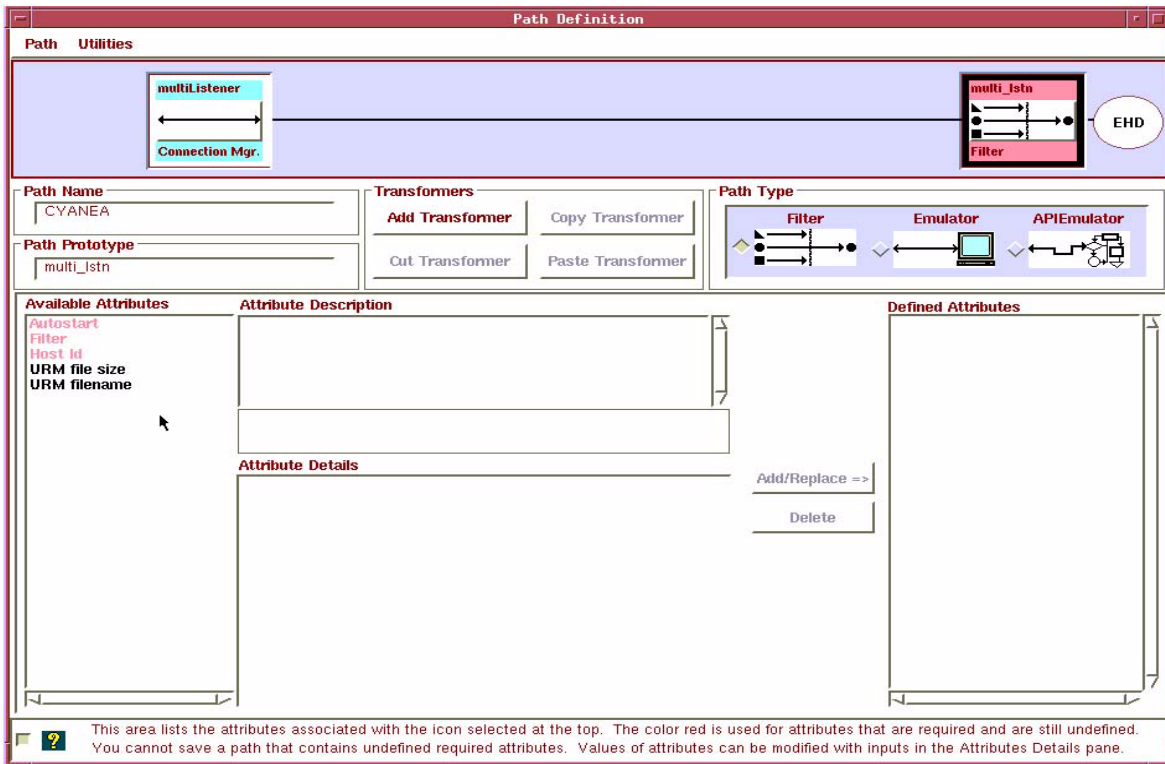 Path Definition
Path Utilities
multiListener
Connection Mgr.
multi_lstn
Filter
EHD
Path Name
CYANEA
Path Prototype
multi_lstn
Transformers
Add Transformer Copy Transformer
Cut Transformer Paste Transformer
Path Type
Filter Emulator APIEmulator
Available Attributes
Autostart
Filter
Host Id
URM file size
URM filename
Attribute Description
Attribute Details
Add/Replace =>
Delete
Defined Attributes
? This area lists the attributes associated with the icon selected at the top. The color red is used for attributes that are required and are still undefined.
You cannot save a path that contains undefined required attributes. Values of attributes can be modified with inputs in the Attributes Details pane.